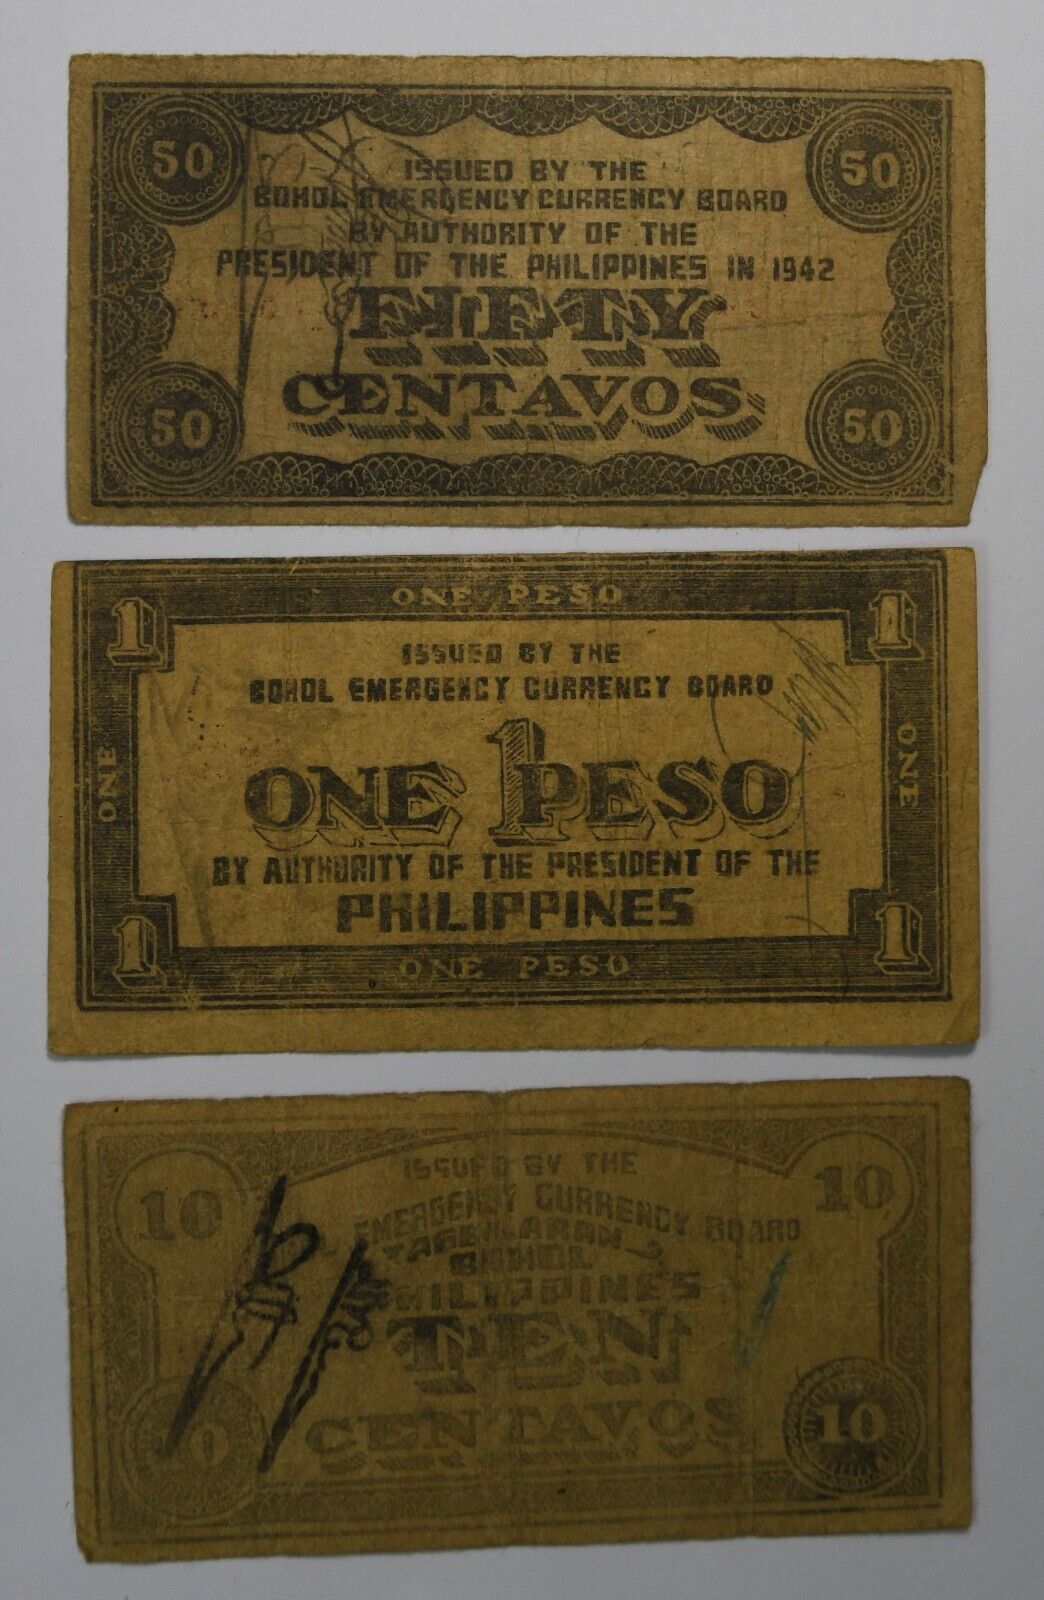 50 50
ISSUED BY THE
BOHOL EMERGENCY CURRENCY BOARD
BY AUTHORITY OF THE
PRESIDENT OF THE PHILIPPINES IN 1942
FIFTY
CENTAVOS
50 50
ONE PESO
1 1
ISSUED BY THE
BOHOL EMERGENCY CURRENCY BOARD
ONE 1 PESO
ONE ONE
BY AUTHORITY OF THE PRESIDENT OF THE
PHILIPPINES
1 1
ONE PESO
10 10
ISSUED BY THE
EMERGENCY CURRENCY BOARD
TAGBILARAN
BOHOL
PHILIPPINES
TEN
CENTAVOS
10 10